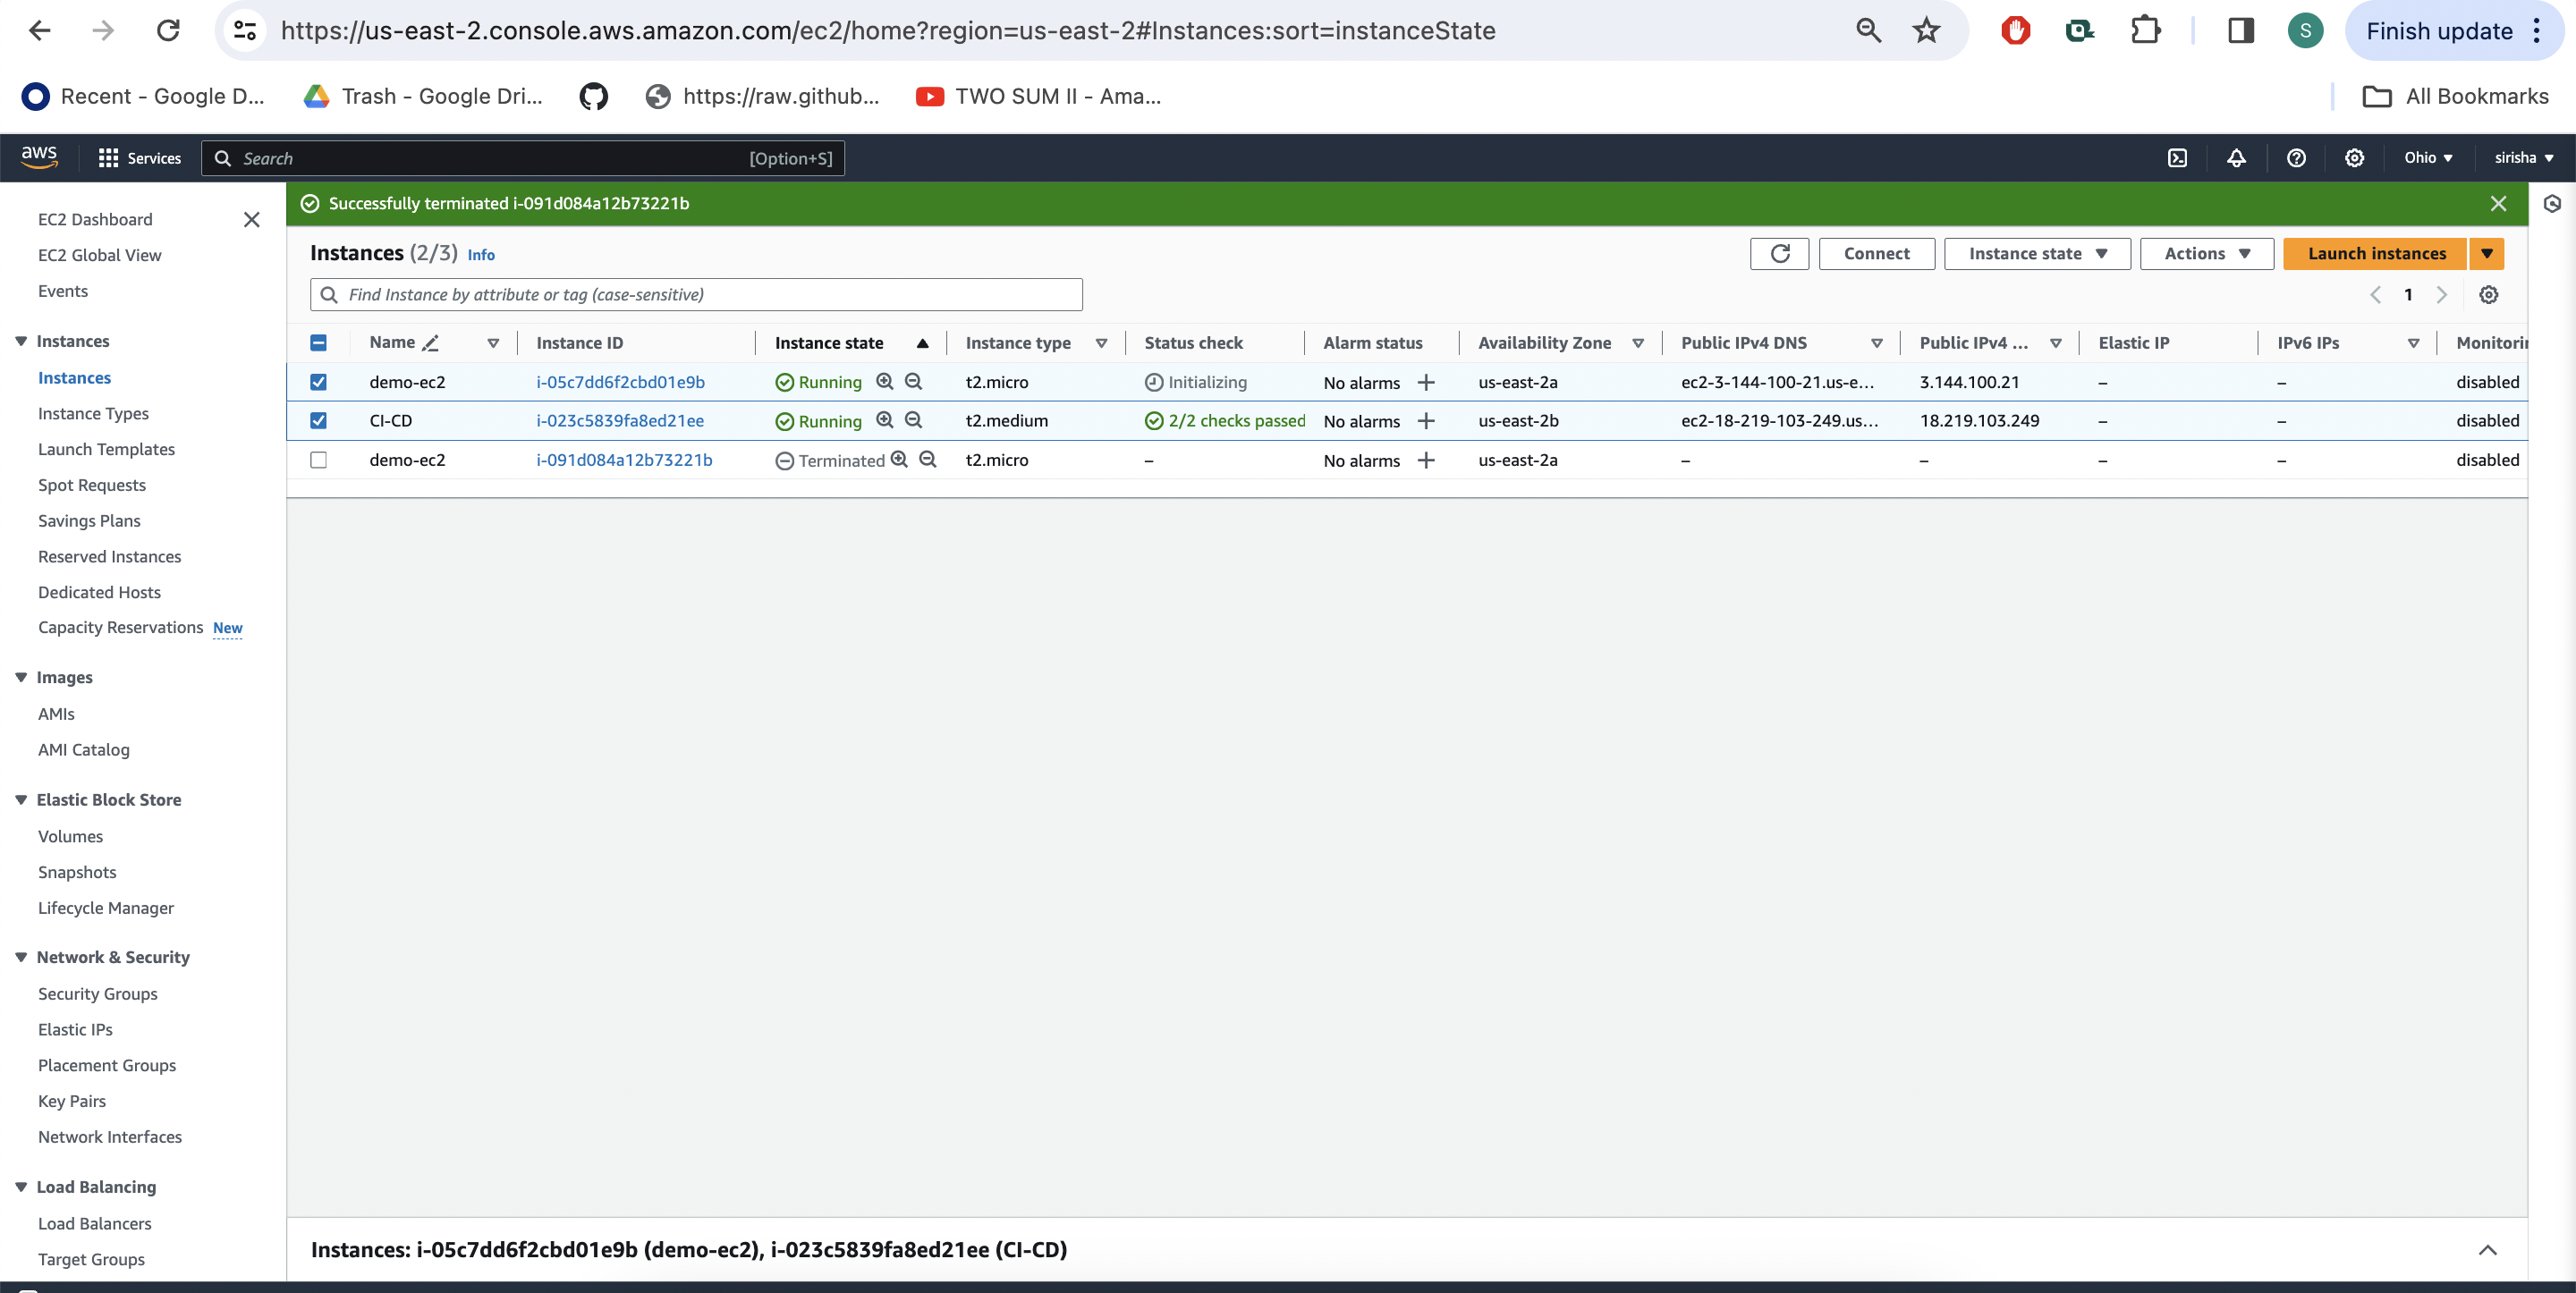 https://us-east-2.console.aws.amazon.com/ec2/home?region=us-east-2#Instances:sort=instanceState
S
Finish update
Recent - Google D...
Trash - Google Dri...
https://raw.github...
TWO SUM II - Ama...
All Bookmarks
aws
Services
Search
[Option+S]
Ohio
sirisha
EC2 Dashboard
EC2 Global View
Events
Instances
Instances
Instance Types
Launch Templates
Spot Requests
Savings Plans
Reserved Instances
Dedicated Hosts
Capacity Reservations New
Images
AMIs
AMI Catalog
Elastic Block Store
Volumes
Snapshots
Lifecycle Manager
Network & Security
Security Groups
Elastic IPs
Placement Groups
Key Pairs
Network Interfaces
Load Balancing
Load Balancers
Target Groups
Successfully terminated i-091d084a12b73221b
Instances (2/3) Info
Connect
Instance state
Actions
Launch instances
Find Instance by attribute or tag (case-sensitive)
1
Name Instance ID Instance state Instance type Status check Alarm status Availability Zone Public IPv4 DNS Public IPv4 ... Elastic IP IPv6 IPs Monitorin
demo-ec2 i-05c7dd6f2cbd01e9b Running t2.micro Initializing No alarms + us-east-2a ec2-3-144-100-21.us-e... 3.144.100.21 – – disabled
CI-CD i-023c5839fa8ed21ee Running t2.medium 2/2 checks passed No alarms + us-east-2b ec2-18-219-103-249.us... 18.219.103.249 – – disabled
demo-ec2 i-091d084a12b73221b Terminated t2.micro – No alarms + us-east-2a – – – – disabled
Instances: i-05c7dd6f2cbd01e9b (demo-ec2), i-023c5839fa8ed21ee (CI-CD)